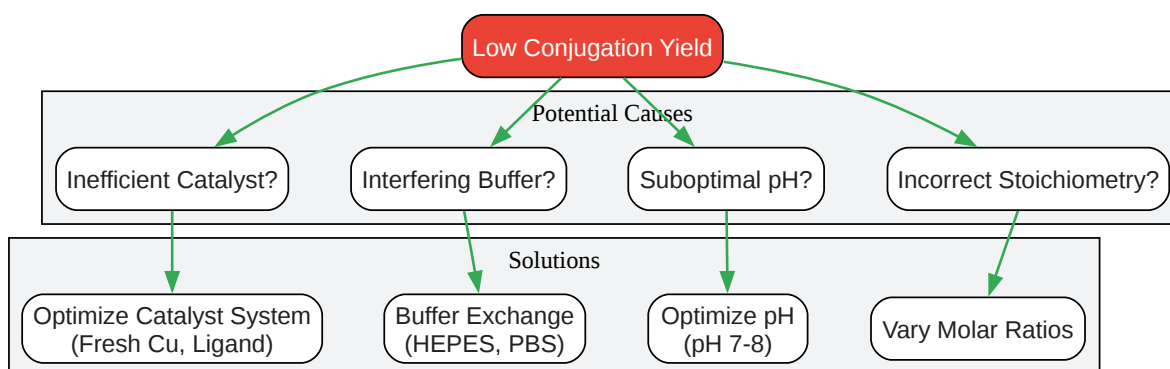 Low Conjugation Yield
Potential Causes
Inefficient Catalyst?
Interfering Buffer?
Suboptimal pH?
Incorrect Stoichiometry?
Solutions
Optimize Catalyst System
(Fresh Cu, Ligand)
Buffer Exchange
(HEPES, PBS)
Optimize pH
(pH 7-8)
Vary Molar Ratios